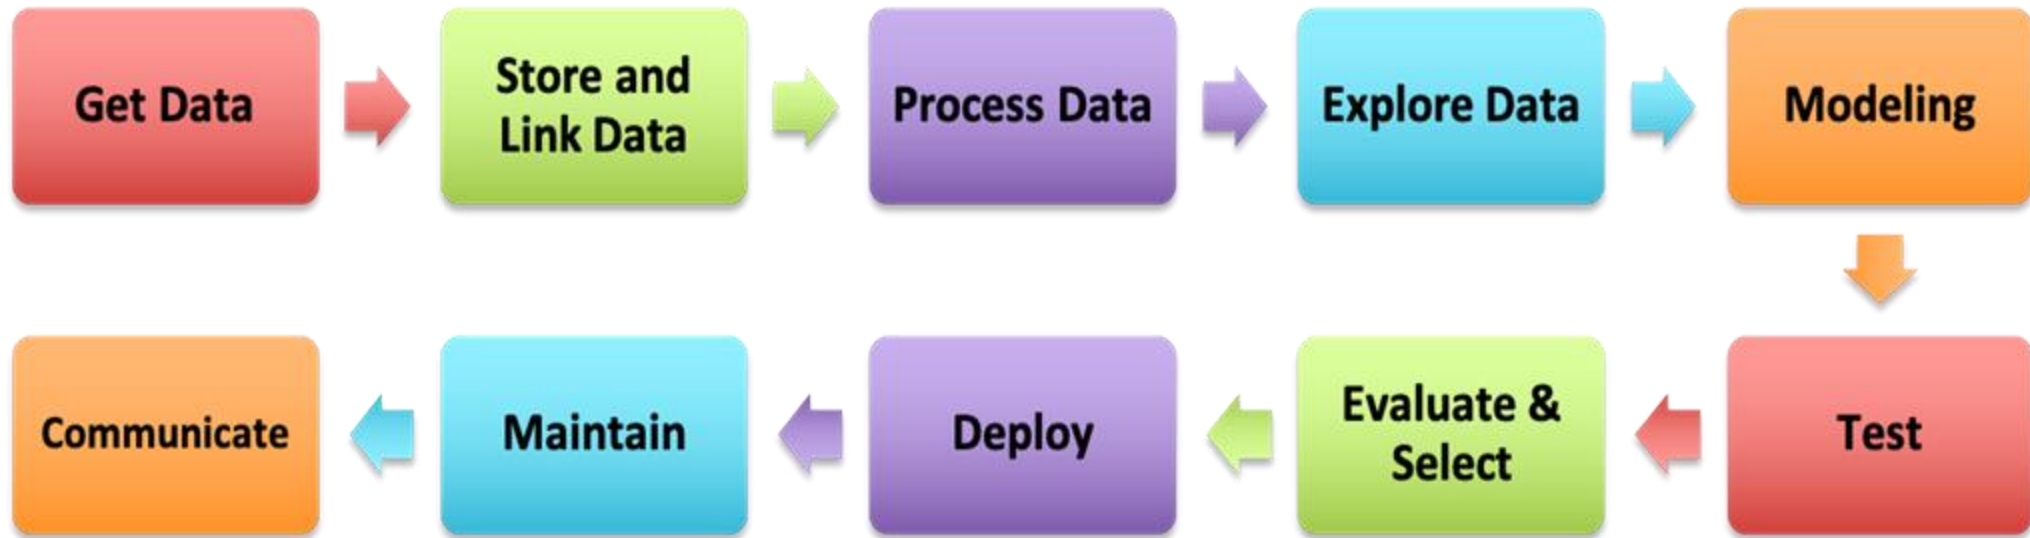 Get Data
Store and
Link Data
Process Data
Explore Data
Modeling
Test
Evaluate &
Select
Deploy
Maintain
Communicate